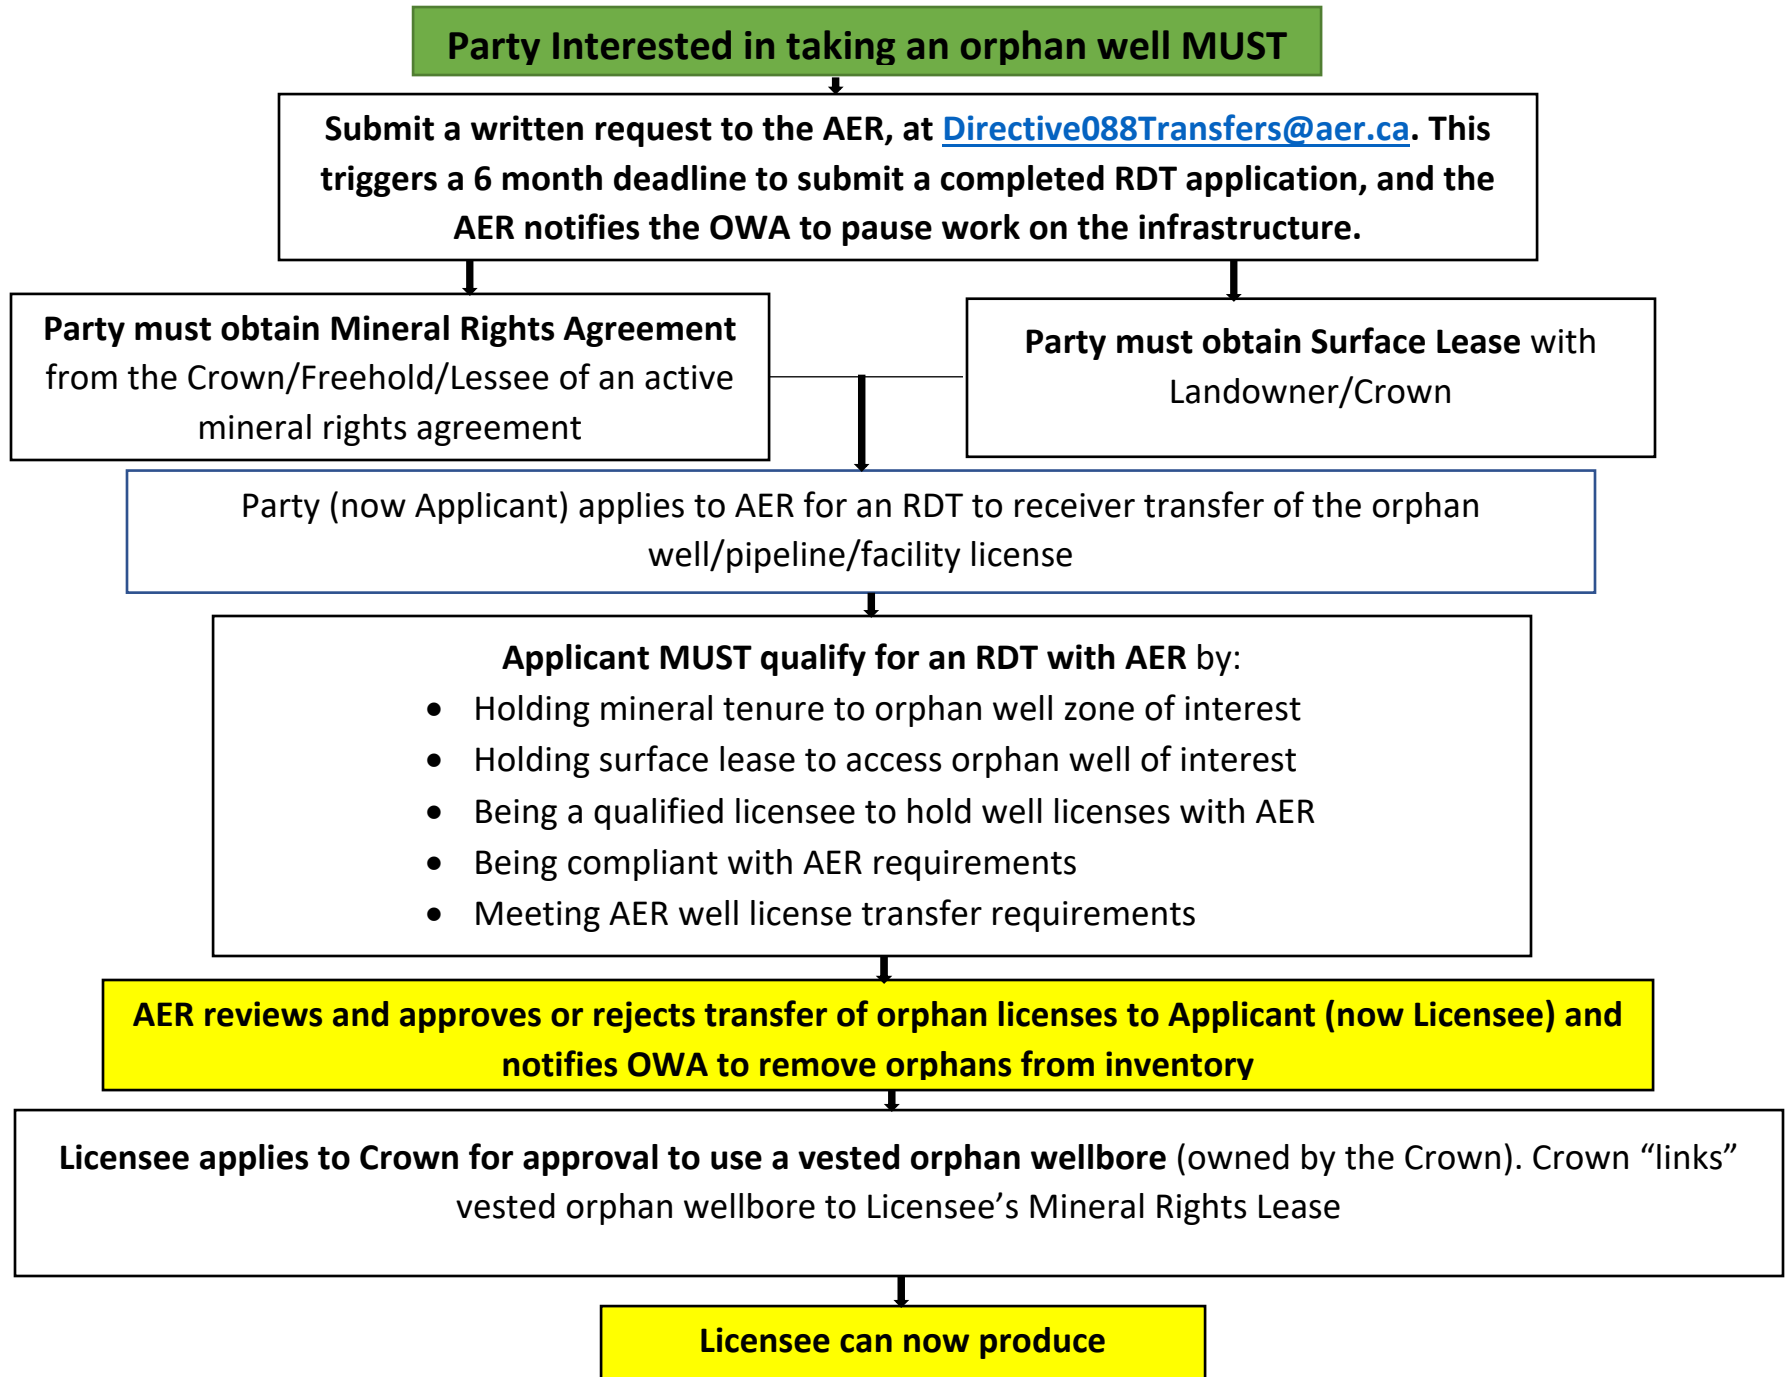 Party Interested in taking an orphan well MUST
Submit a written request to the AER, at Directive088Transfers@aer.ca. This
triggers a 6 month deadline to submit a completed RDT application, and the
AER notifies the OWA to pause work on the infrastructure.
Party must obtain Mineral Rights Agreement
from the Crown/Freehold/Lessee of an active
mineral rights agreement
Party must obtain Surface Lease with
Landowner/Crown
Party (now Applicant) applies to AER for an RDT to receiver transfer of the orphan
well/pipeline/facility license
Applicant MUST qualify for an RDT with AER by:
• Holding mineral tenure to orphan well zone of interest
• Holding surface lease to access orphan well of interest
• Being a qualified licensee to hold well licenses with AER
• Being compliant with AER requirements
• Meeting AER well license transfer requirements
AER reviews and approves or rejects transfer of orphan licenses to Applicant (now Licensee) and
notifies OWA to remove orphans from inventory
Licensee applies to Crown for approval to use a vested orphan wellbore (owned by the Crown). Crown “links”
vested orphan wellbore to Licensee’s Mineral Rights Lease
Licensee can now produce